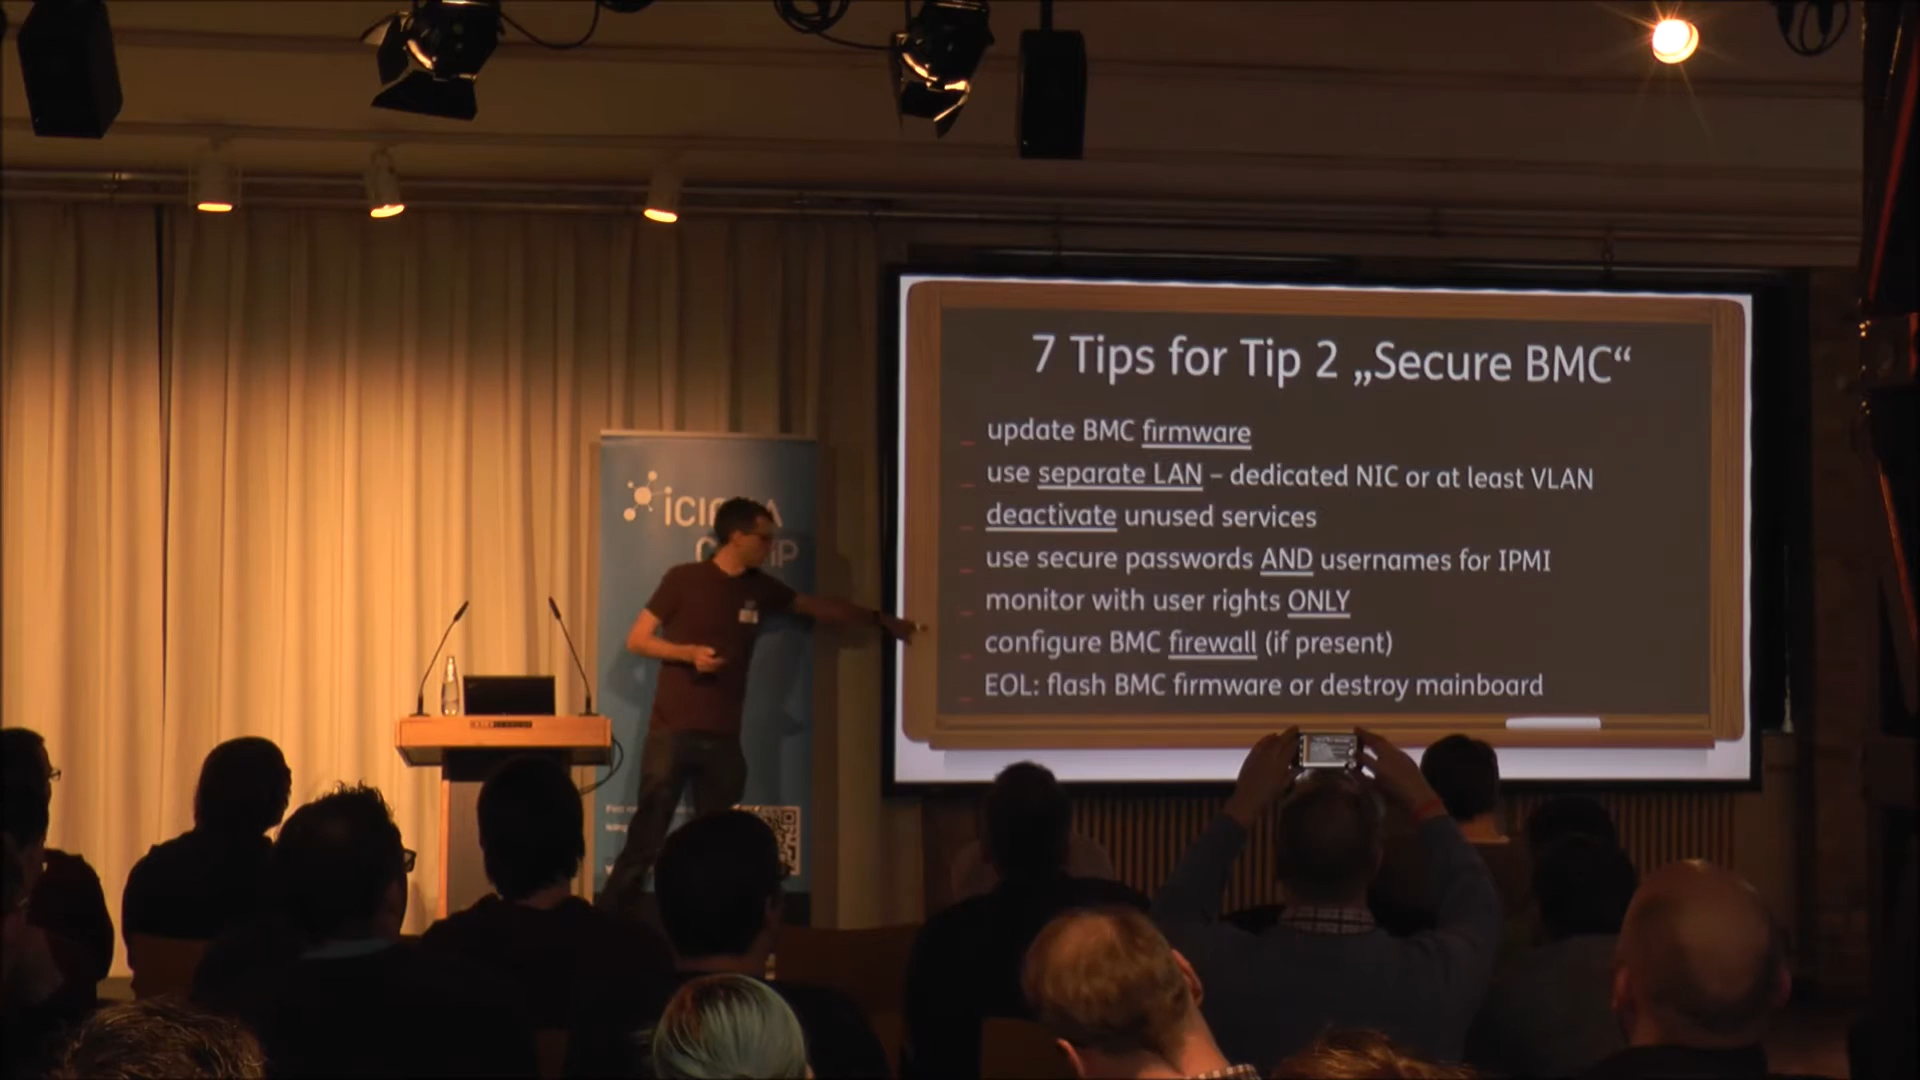 7 Tips for Tip 2 „Secure BMC“
_ update BMC firmware
_ use separate LAN – dedicated NIC or at least VLAN
_ deactivate unused services
_ use secure passwords AND usernames for IPMI
_ monitor with user rights ONLY
_ configure BMC firewall (if present)
_ EOL: flash BMC firmware or destroy mainboard